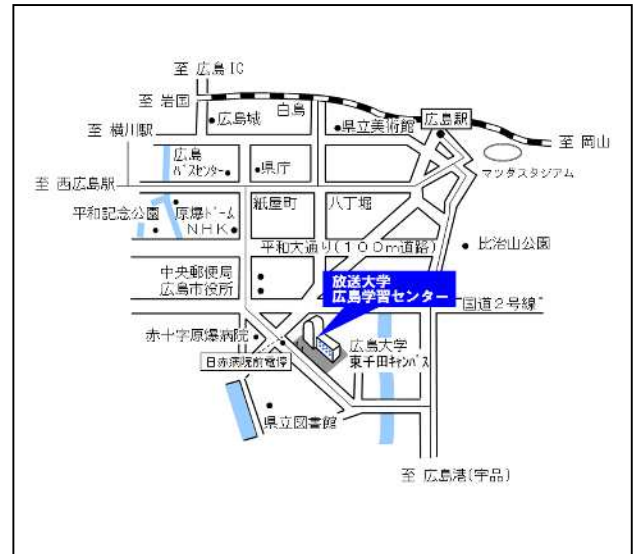 至 広島IC
至 岩国
白島
広島城
県立美術館
広島駅
至 横川駅
至 岡山
広島
バスセンター
県庁
マツダスタジアム
至 西広島駅
平和記念公園
原爆ドーム
紙屋町
八丁堀
NHK
平和大通り(100m道路)
比治山公園
中央郵便局
広島市役所
放送大学
広島学習センター
国道2号線
赤十字原爆病院
広島大学
東千田キャンパス
日赤病院前電停
県立図書館
至 広島港(宇品)